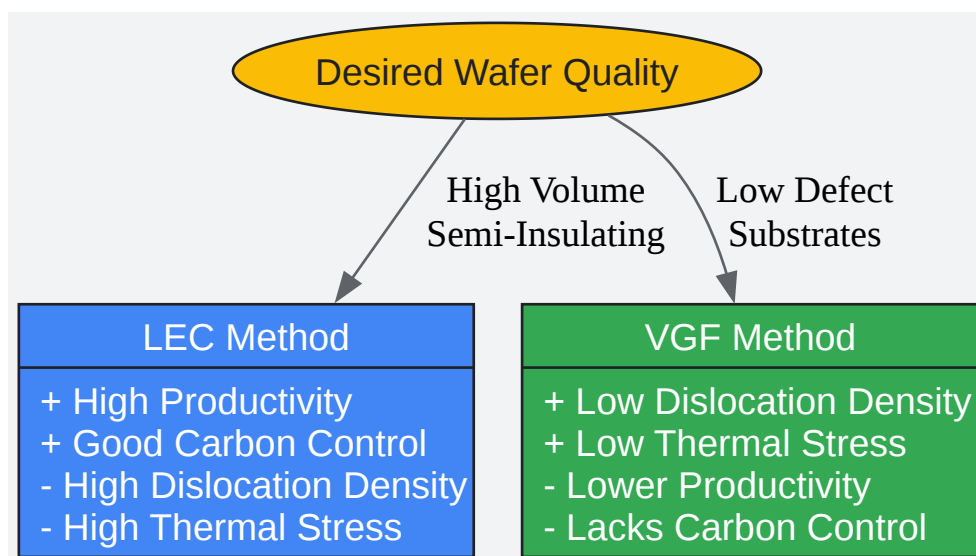 Desired Wafer Quality
High Volume
Semi-Insulating
Low Defect
Substrates
LEC Method
+ High Productivity
+ Good Carbon Control
- High Dislocation Density
- High Thermal Stress
VGF Method
+ Low Dislocation Density
+ Low Thermal Stress
- Lower Productivity
- Lacks Carbon Control